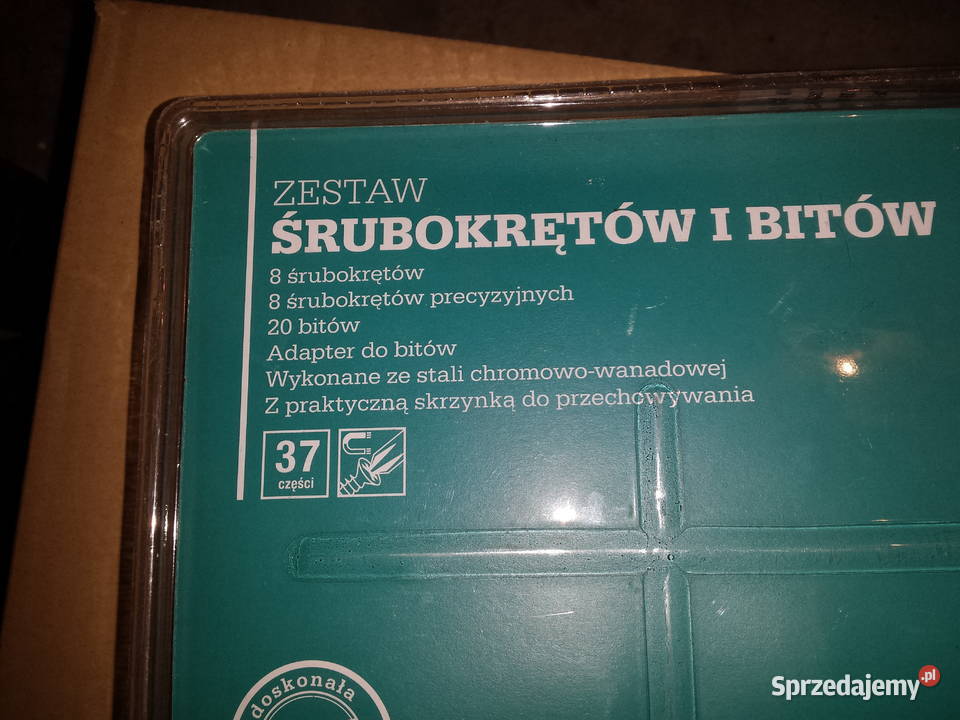 ZESTAW
ŚRUBOKRĘTÓW I BITÓW
8 śrubokrętów
8 śrubokrętów precyzyjnych
20 bitów
Adapter do bitów
Wykonane ze stali chromowo-wanadowej
Z praktyczną skrzynką do przechowywania
37
części
doskonała
Sprzedajemy.pl